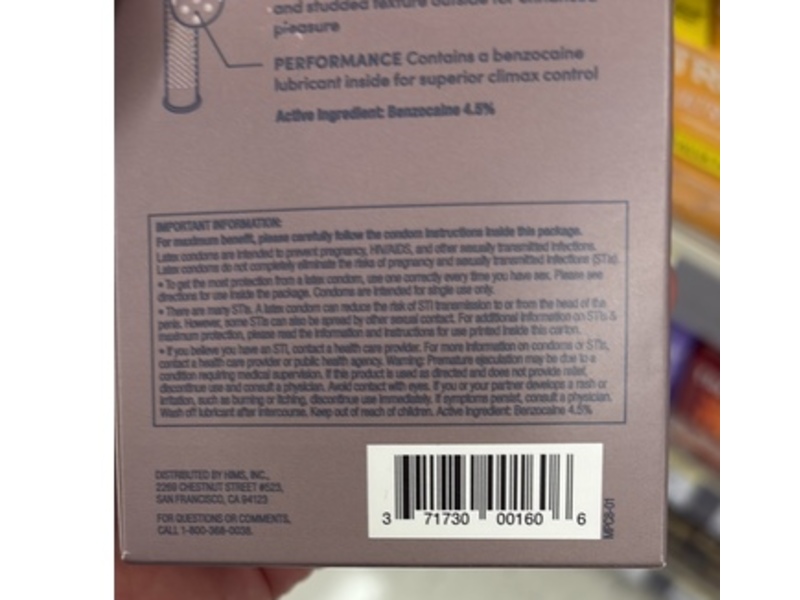 and studded texture outside for enhanced
pleasure
PERFORMANCE Contains a benzocaine
lubricant inside for superior climax control
Active Ingredient: Benzocaine 4.5%
IMPORTANT INFORMATION:
For maximum benefit, please carefully follow the condom instructions inside this package.
Latex condoms are intended to prevent pregnancy, HIV/AIDS, and other sexually transmitted infections.
Latex condoms do not completely eliminate the risks of pregnancy and sexually transmitted infections (STIs).
• To get the most protection from a latex condom, use one correctly every time you have sex. Please see
directions for use inside the package. Condoms are intended for single use only.
• There are many STIs. A latex condom can reduce the risk of STI transmission to or from the head of the
penis. However, some STIs can also be spread by other sexual contact. For additional information on STIs &
maximum protection, please read the information and instructions for use printed inside this carton.
• If you believe you have an STI, contact a health care provider. For more information on condoms or STIs,
contact a health care provider or public health agency. Warning: Premature ejaculation may be due to a
condition requiring medical supervision. If this product is used as directed and does not provide relief,
discontinue use and consult a physician. Avoid contact with eyes. If you or your partner develops a rash or
irritation, such as burning or itching, discontinue use immediately. If symptoms persist, consult a physician.
Wash off lubricant after intercourse. Keep out of reach of children. Active Ingredient: Benzocaine 4.5%
DISTRIBUTED BY HIMS, INC.,
2269 CHESTNUT STREET #523,
SAN FRANCISCO, CA 94123
FOR QUESTIONS OR COMMENTS,
CALL 1-800-368-0038.
3 71730 00160 6
MPC8-01